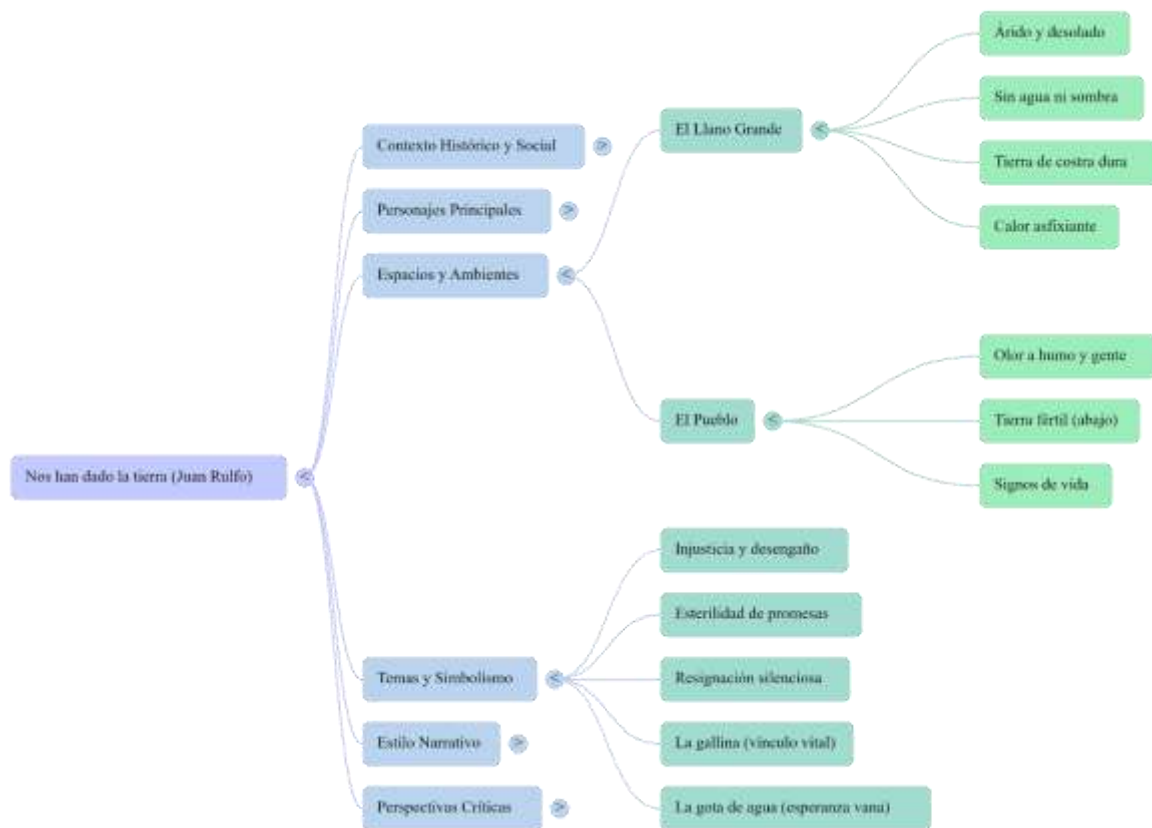 Nos han dado la tierra (Juan Rulfo)
<
Contexto Histórico y Social
>
Personajes Principales
>
Espacios y Ambientes
<
El Llano Grande
<
Árido y desolado
Sin agua ni sombra
Tierra de costra dura
Calor asfixiante
El Pueblo
<
Olor a humo y gente
Tierra fértil (abajo)
Signos de vida
Temas y Simbolismo
<
Injusticia y desengaño
Esterilidad de promesas
Resignación silenciosa
La gallina (vínculo vital)
La gota de agua (esperanza vana)
Estilo Narrativo
>
Perspectivas Críticas
>